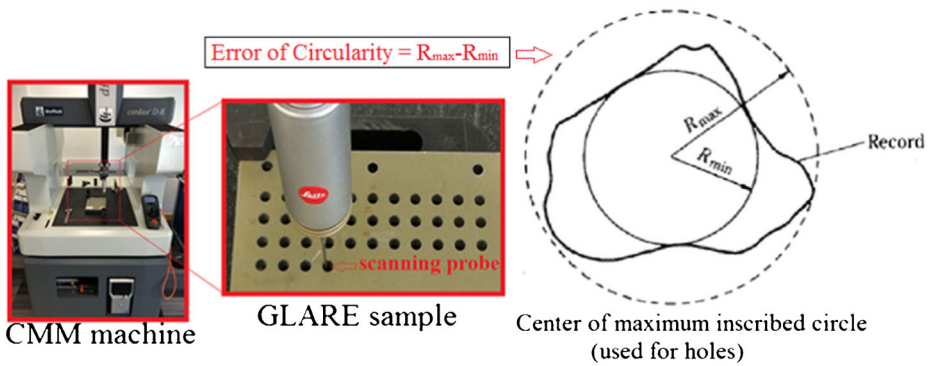 Error of Circularity = Rmax-Rmin
Rmax
Rmin
Record
scanning probe
CMM machine
GLARE sample
Center of maximum inscribed circle
(used for holes)